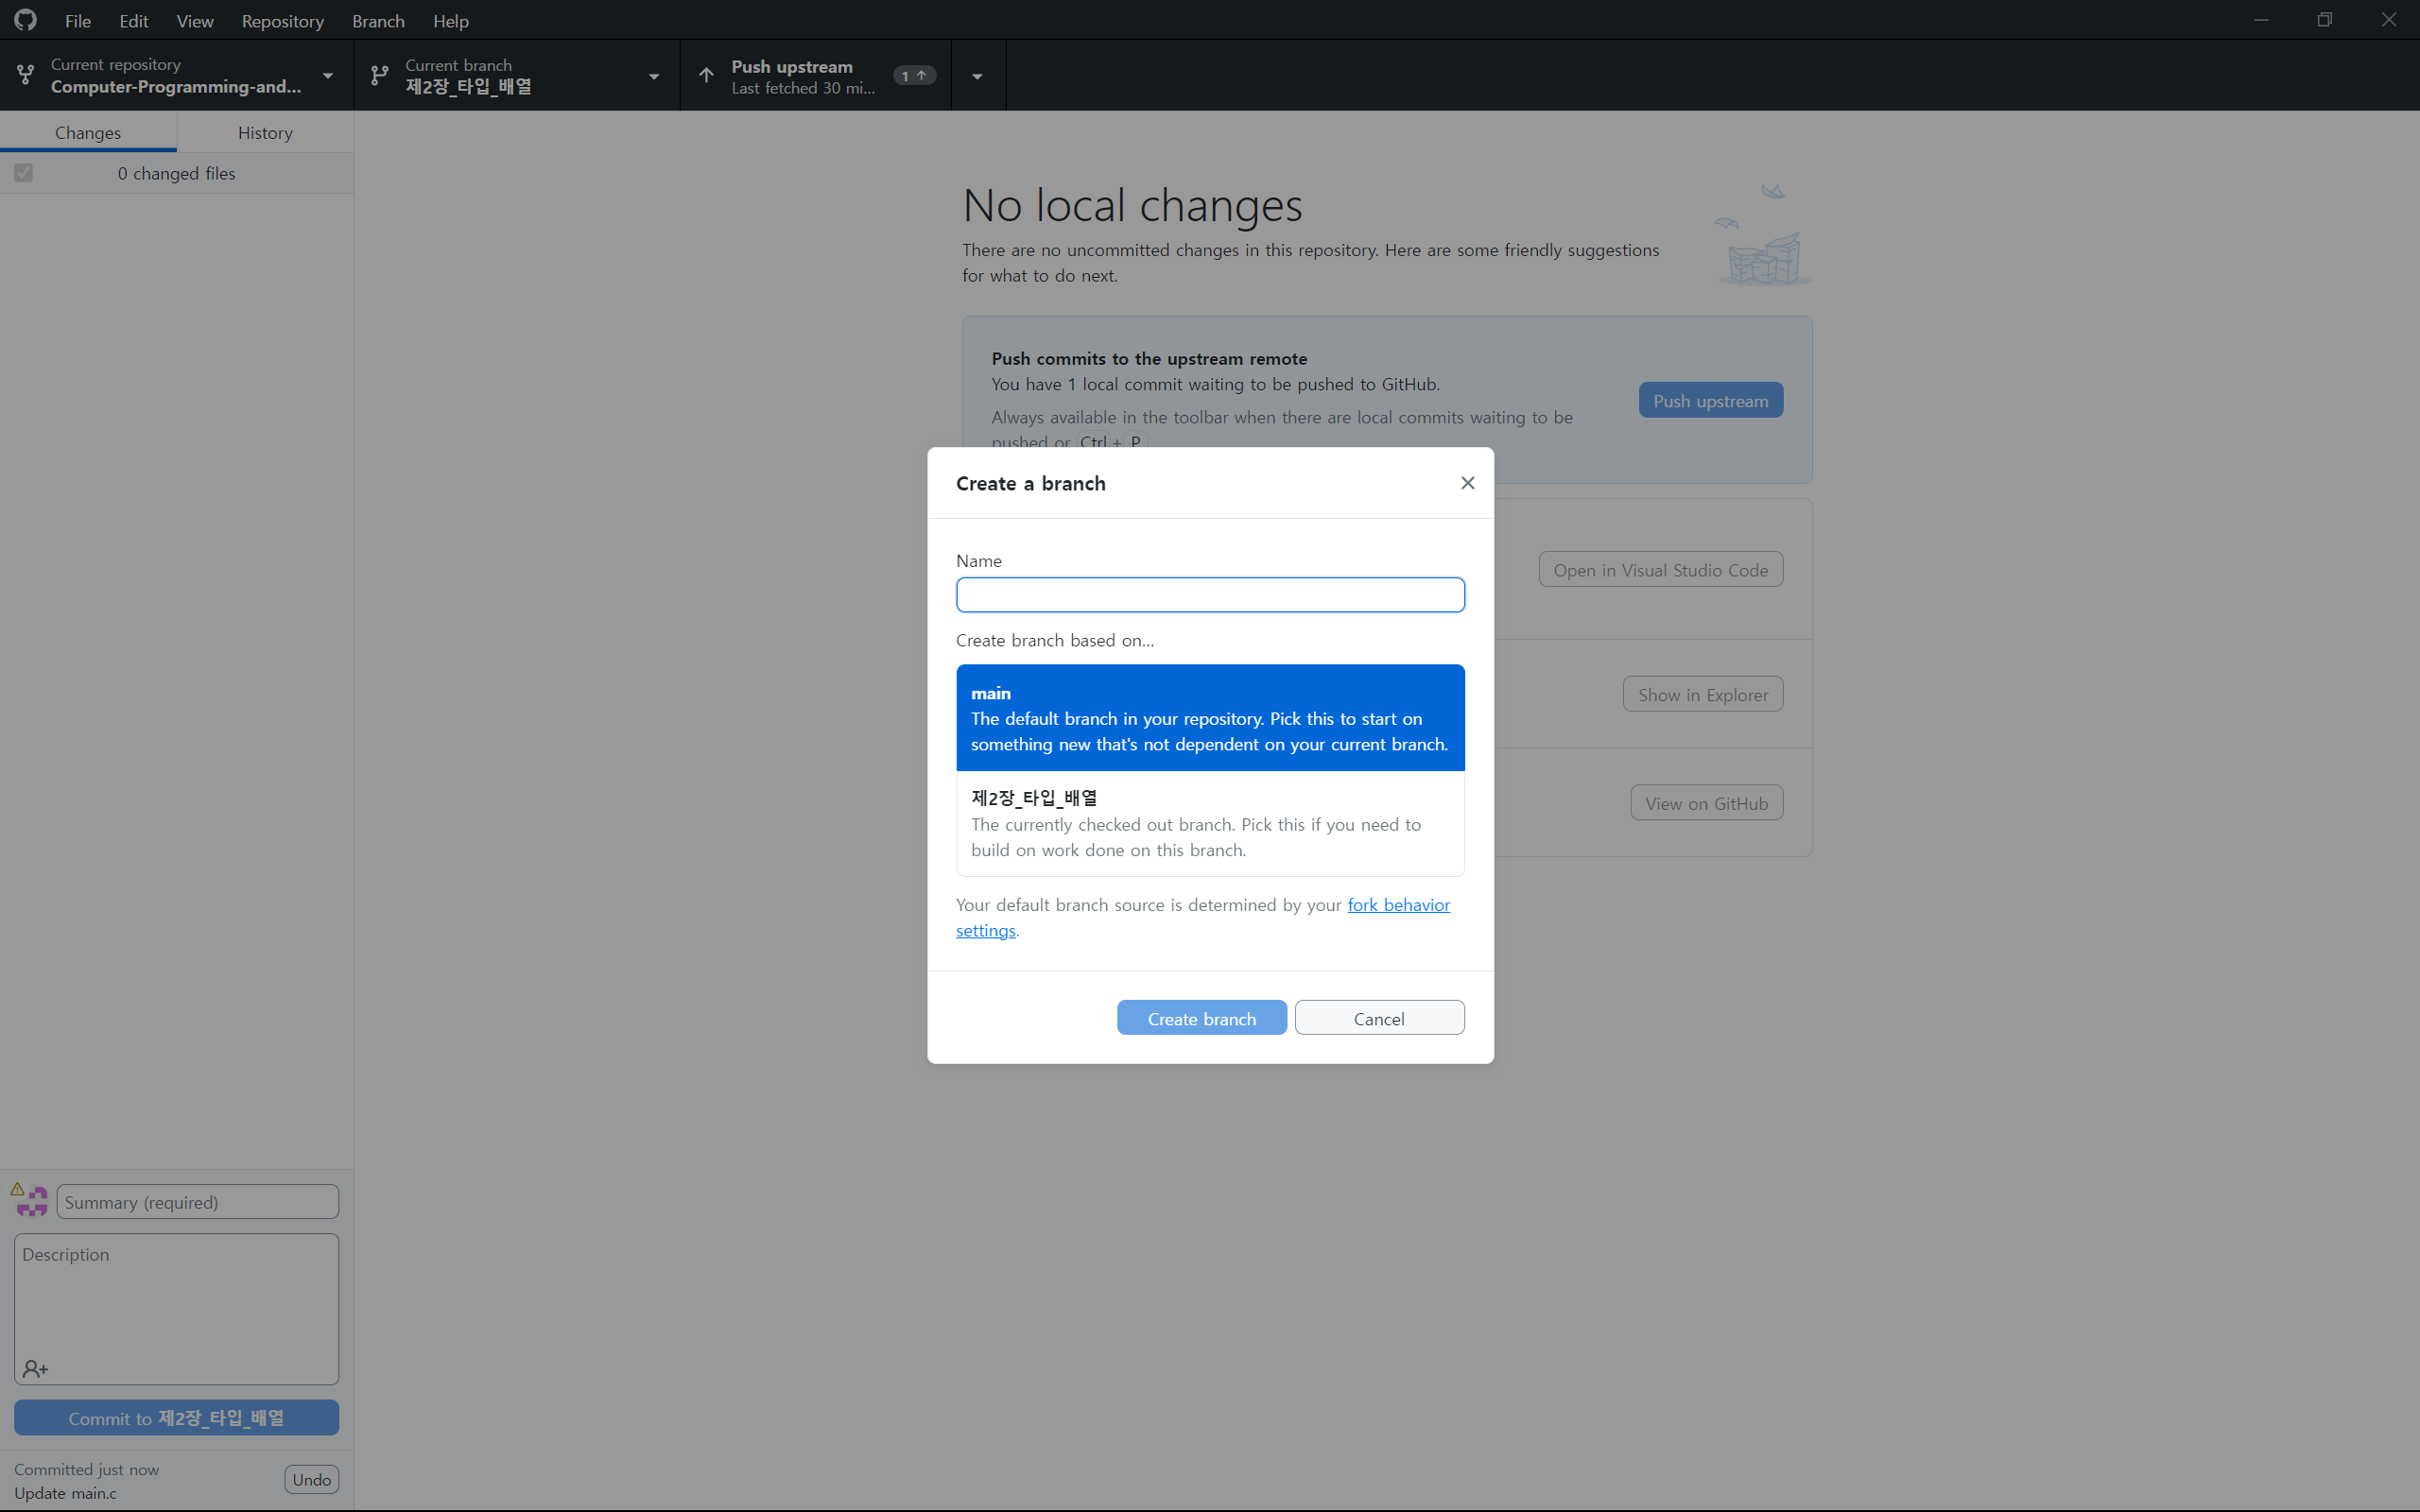 File Edit View Repository Branch Help
Current repository
Computer-Programming-and...
Current branch
제2장_타입_배열
Push upstream
Last fetched 30 mi...
1
Changes History
0 changed files
No local changes
There are no uncommitted changes in this repository. Here are some friendly suggestions
for what to do next.
Push commits to the upstream remote
You have 1 local commit waiting to be pushed to GitHub.
Always available in the toolbar when there are local commits waiting to be
pushed or Ctrl + P
Push upstream
Create a branch
Name
Create branch based on...
main
The default branch in your repository. Pick this to start on
something new that's not dependent on your current branch.
제2장_타입_배열
The currently checked out branch. Pick this if you need to
build on work done on this branch.
Your default branch source is determined by your fork behavior
settings.
Create branch Cancel
Open in Visual Studio Code
Show in Explorer
View on GitHub
Summary (required)
Description
Commit to 제2장_타입_배열
Committed just now
Update main.c
Undo